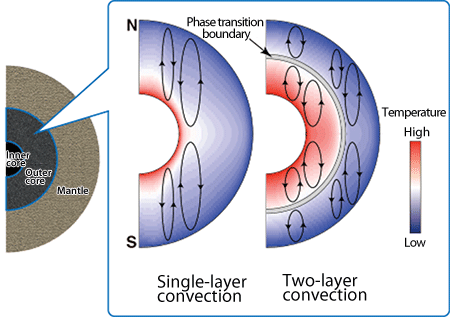 Inner
core
Outer
core
Mantle
N
S
Phase transition
boundary
Temperature
High
Low
Single-layer
convection
Two-layer
convection